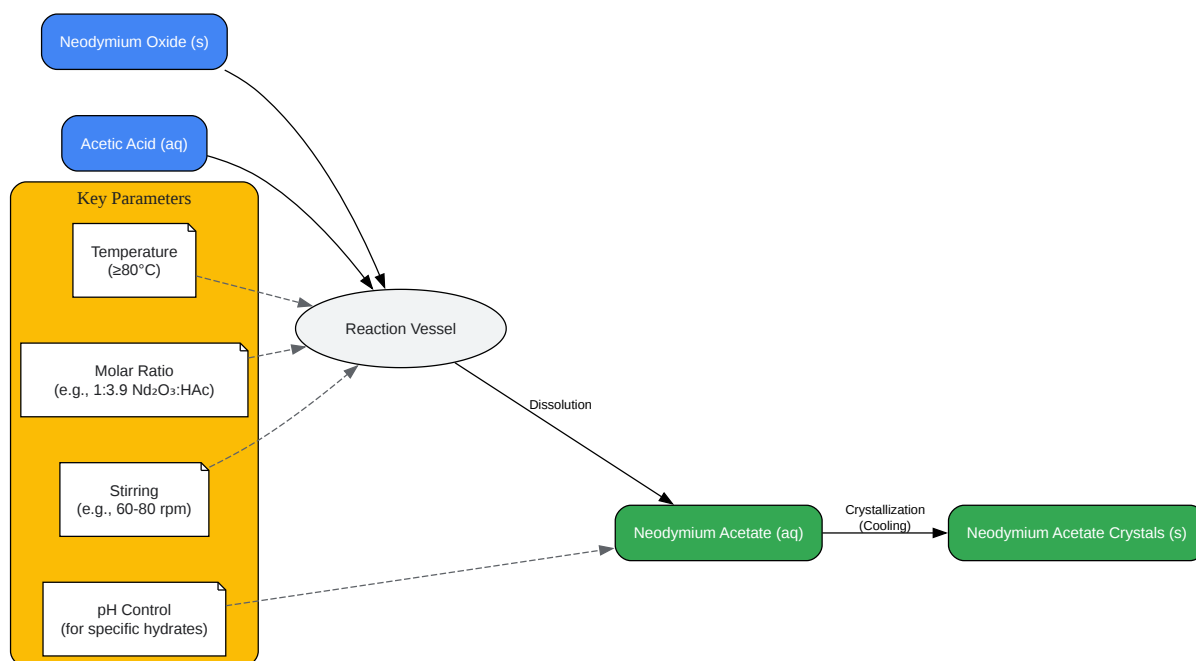 Neodymium Oxide (s)
Acetic Acid (aq)
Key Parameters
Temperature
(≥80°C)
Molar Ratio
(e.g., 1:3.9 Nd₂O₃:HAc)
Stirring
(e.g., 60-80 rpm)
pH Control
(for specific hydrates)
Reaction Vessel
Dissolution
Neodymium Acetate (aq)
Crystallization
(Cooling)
Neodymium Acetate Crystals (s)